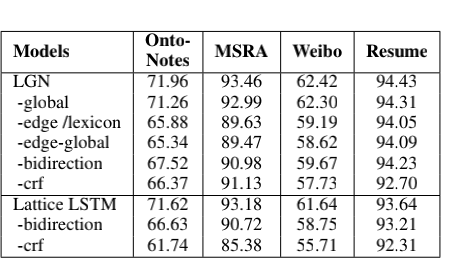 Models Onto-Notes MSRA Weibo Resume
LGN 71.96 93.46 62.42 94.43
-global 71.26 92.99 62.30 94.31
-edge /lexicon 65.88 89.63 59.19 94.05
-edge-global 65.34 89.47 58.62 94.09
-bidirection 67.52 90.98 59.67 94.23
-crf 66.37 91.13 57.73 92.70
Lattice LSTM 71.62 93.18 61.64 93.64
-bidirection 66.63 90.72 58.75 93.21
-crf 61.74 85.38 55.71 92.31